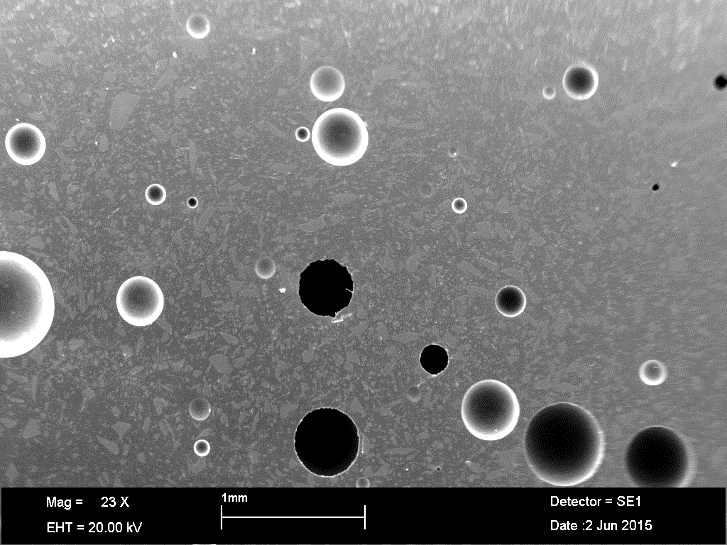 Mag = 23 X
EHT = 20.00 kV
1mm
Detector = SE1
Date :2 Jun 2015